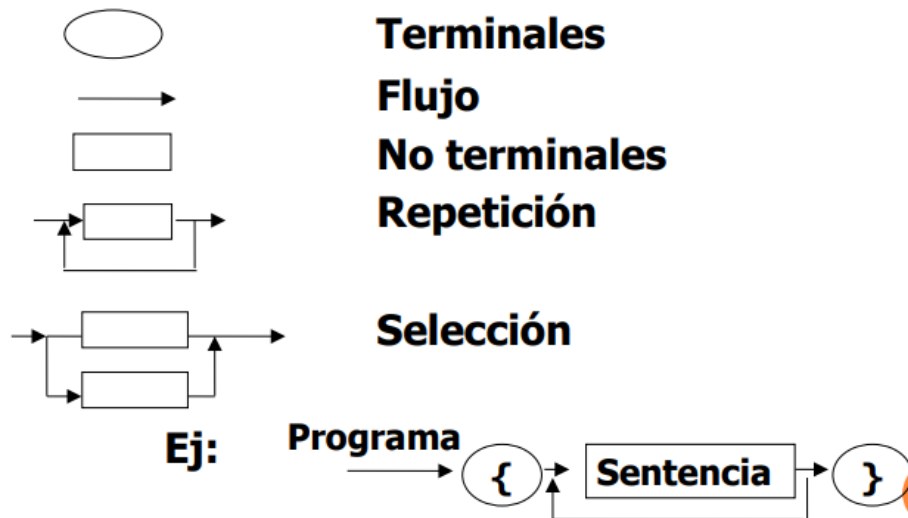 Terminales
Flujo
No terminales
Repetición
Selección
Ej: Programa
{ Sentencia }